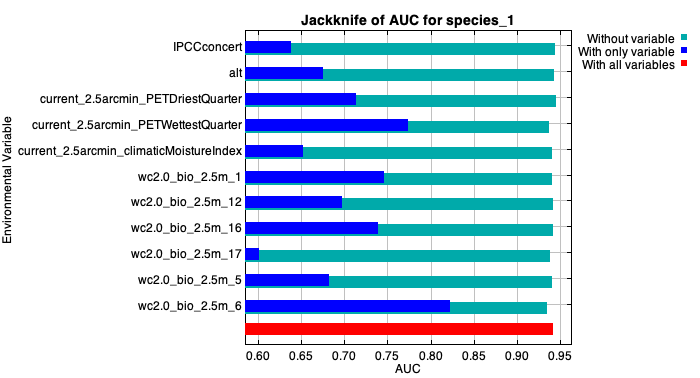 Jackknife of AUC for species_1
Without variable
With only variable
With all variables
Environmental Variable
IPCCconcert
alt
current_2.5arcmin_PETDriestQuarter
current_2.5arcmin_PETWettestQuarter
current_2.5arcmin_climaticMoistureIndex
wc2.0_bio_2.5m_1
wc2.0_bio_2.5m_12
wc2.0_bio_2.5m_16
wc2.0_bio_2.5m_17
wc2.0_bio_2.5m_5
wc2.0_bio_2.5m_6
0.60 0.65 0.70 0.75 0.80 0.85 0.90 0.95
AUC